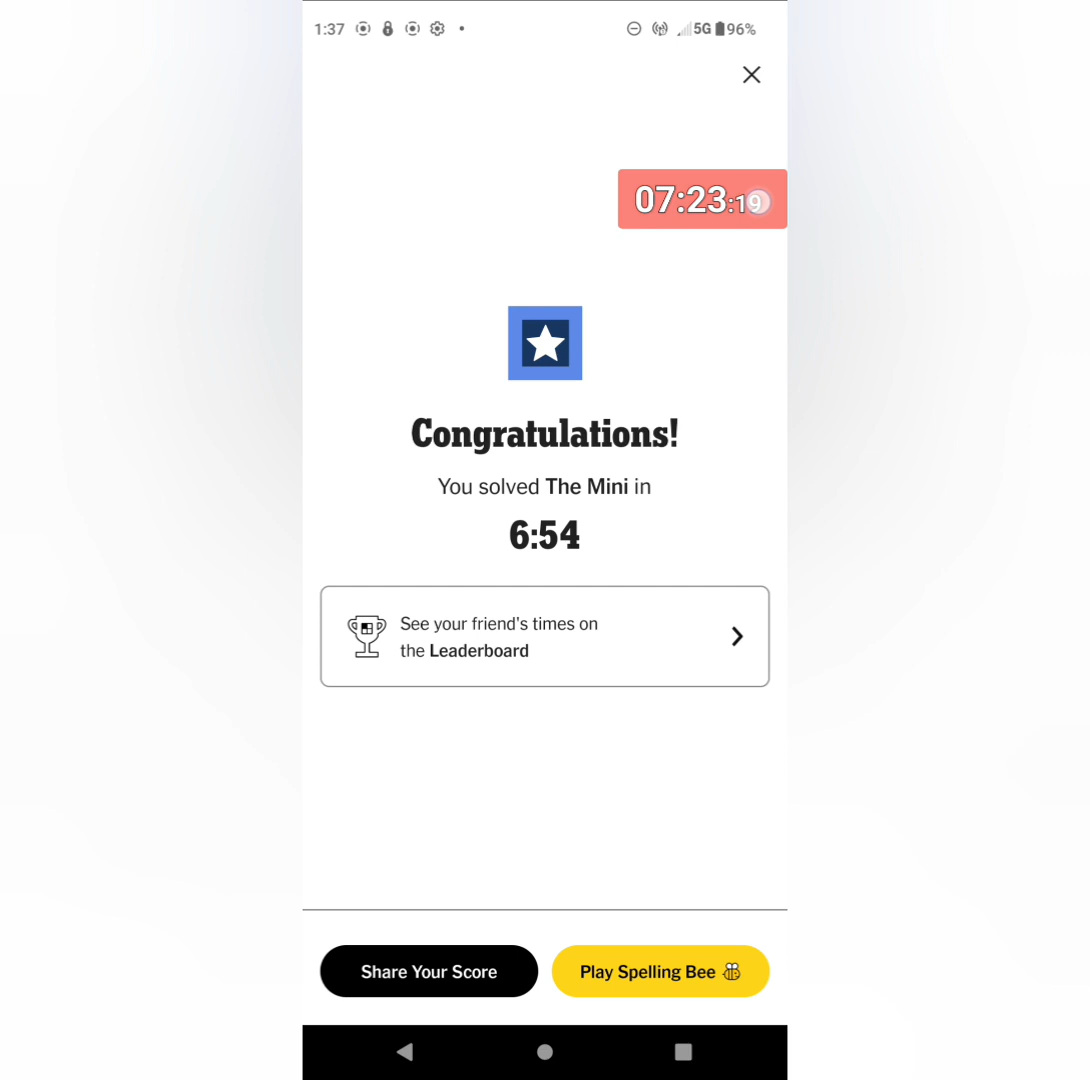 1:37
5G 96%
07:23:19
Congratulations!
You solved The Mini in
6:54
See your friend's times on
the Leaderboard
Share Your Score
Play Spelling Bee